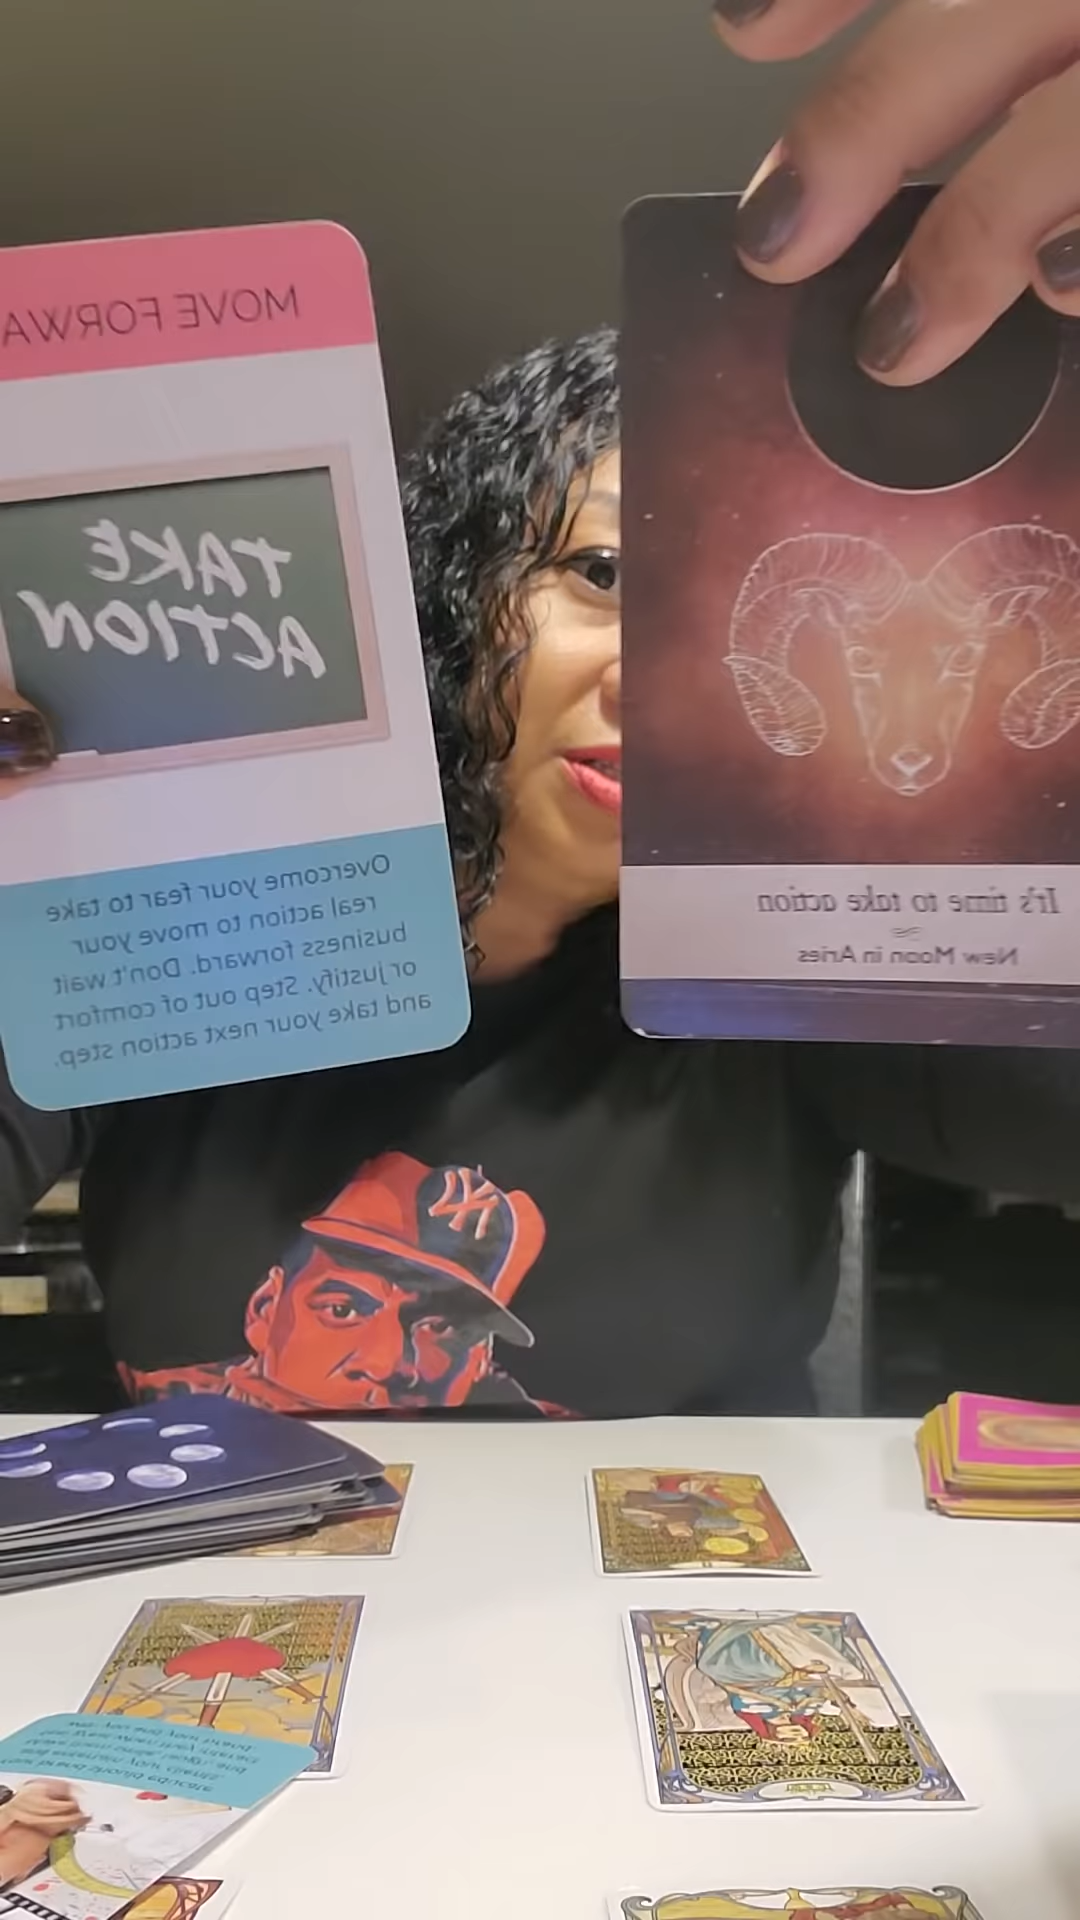 MOVE FORWA
TAKE
ACTION
Overcome your fear to take
real action to move your
business forward. Don't wait
or justify. Step out of comfort
and take your next action step.
It's time to take action
New Moon in Aries
NY